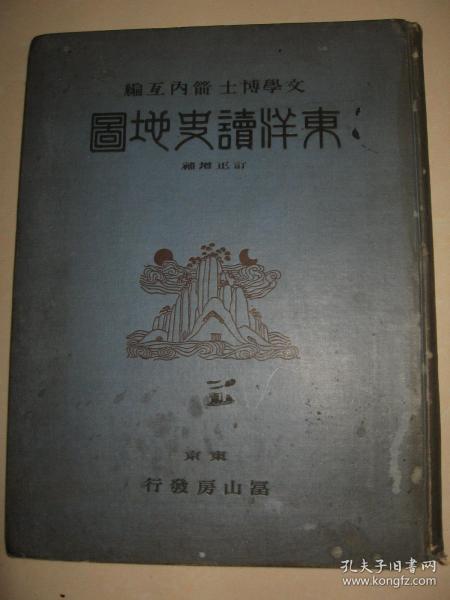 文學博士 箭內亙編
東洋讀史地圖
訂正增補
東京
冨山房發行
孔夫子旧书网
www.kongfz.com